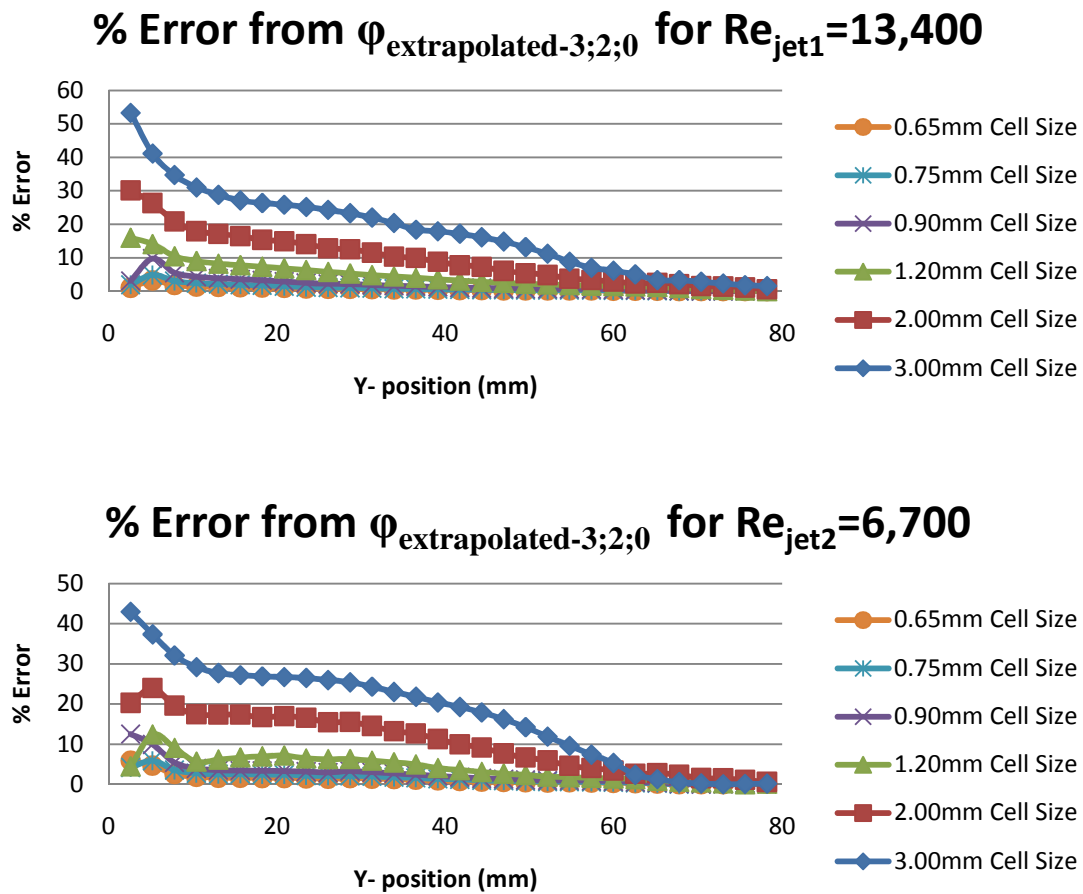 % Error from φextrapolated-3;2;0 for Rejet1=13,400
60
50
40
30
20
10
0
0 20 40 60 80
% Error
Y- position (mm)
0.65mm Cell Size
0.75mm Cell Size
0.90mm Cell Size
1.20mm Cell Size
2.00mm Cell Size
3.00mm Cell Size
% Error from φextrapolated-3;2;0 for Rejet2=6,700
50
40
30
20
10
0
0 20 40 60 80
% Error
Y- position (mm)
0.65mm Cell Size
0.75mm Cell Size
0.90mm Cell Size
1.20mm Cell Size
2.00mm Cell Size
3.00mm Cell Size